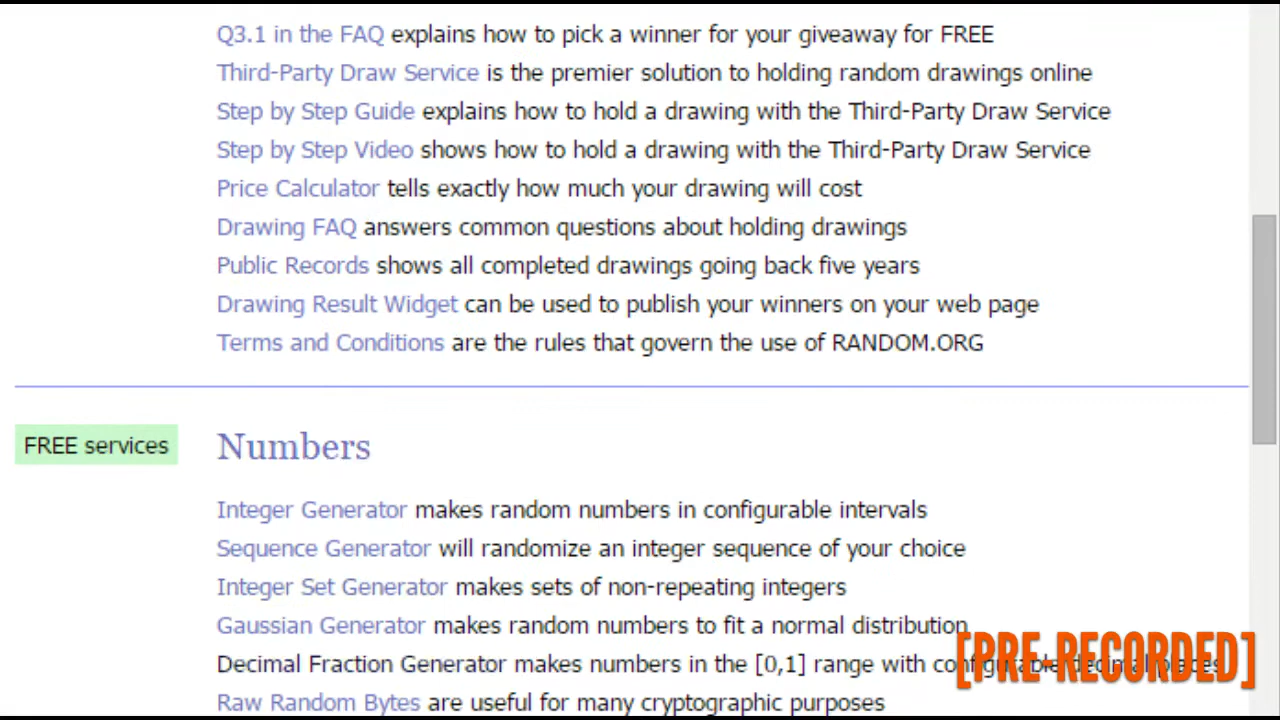 Q3.1 in the FAQ explains how to pick a winner for your giveaway for FREE
Third-Party Draw Service is the premier solution to holding random drawings online
Step by Step Guide explains how to hold a drawing with the Third-Party Draw Service
Step by Step Video shows how to hold a drawing with the Third-Party Draw Service
Price Calculator tells exactly how much your drawing will cost
Drawing FAQ answers common questions about holding drawings
Public Records shows all completed drawings going back five years
Drawing Result Widget can be used to publish your winners on your web page
Terms and Conditions are the rules that govern the use of RANDOM.ORG
FREE services
Numbers
Integer Generator makes random numbers in configurable intervals
Sequence Generator will randomize an integer sequence of your choice
Integer Set Generator makes sets of non-repeating integers
Gaussian Generator makes random numbers to fit a normal distribution
Decimal Fraction Generator makes numbers in the [0,1] range with configurable decimal places
[PRE-RECORDED]
Raw Random Bytes are useful for many cryptographic purposes